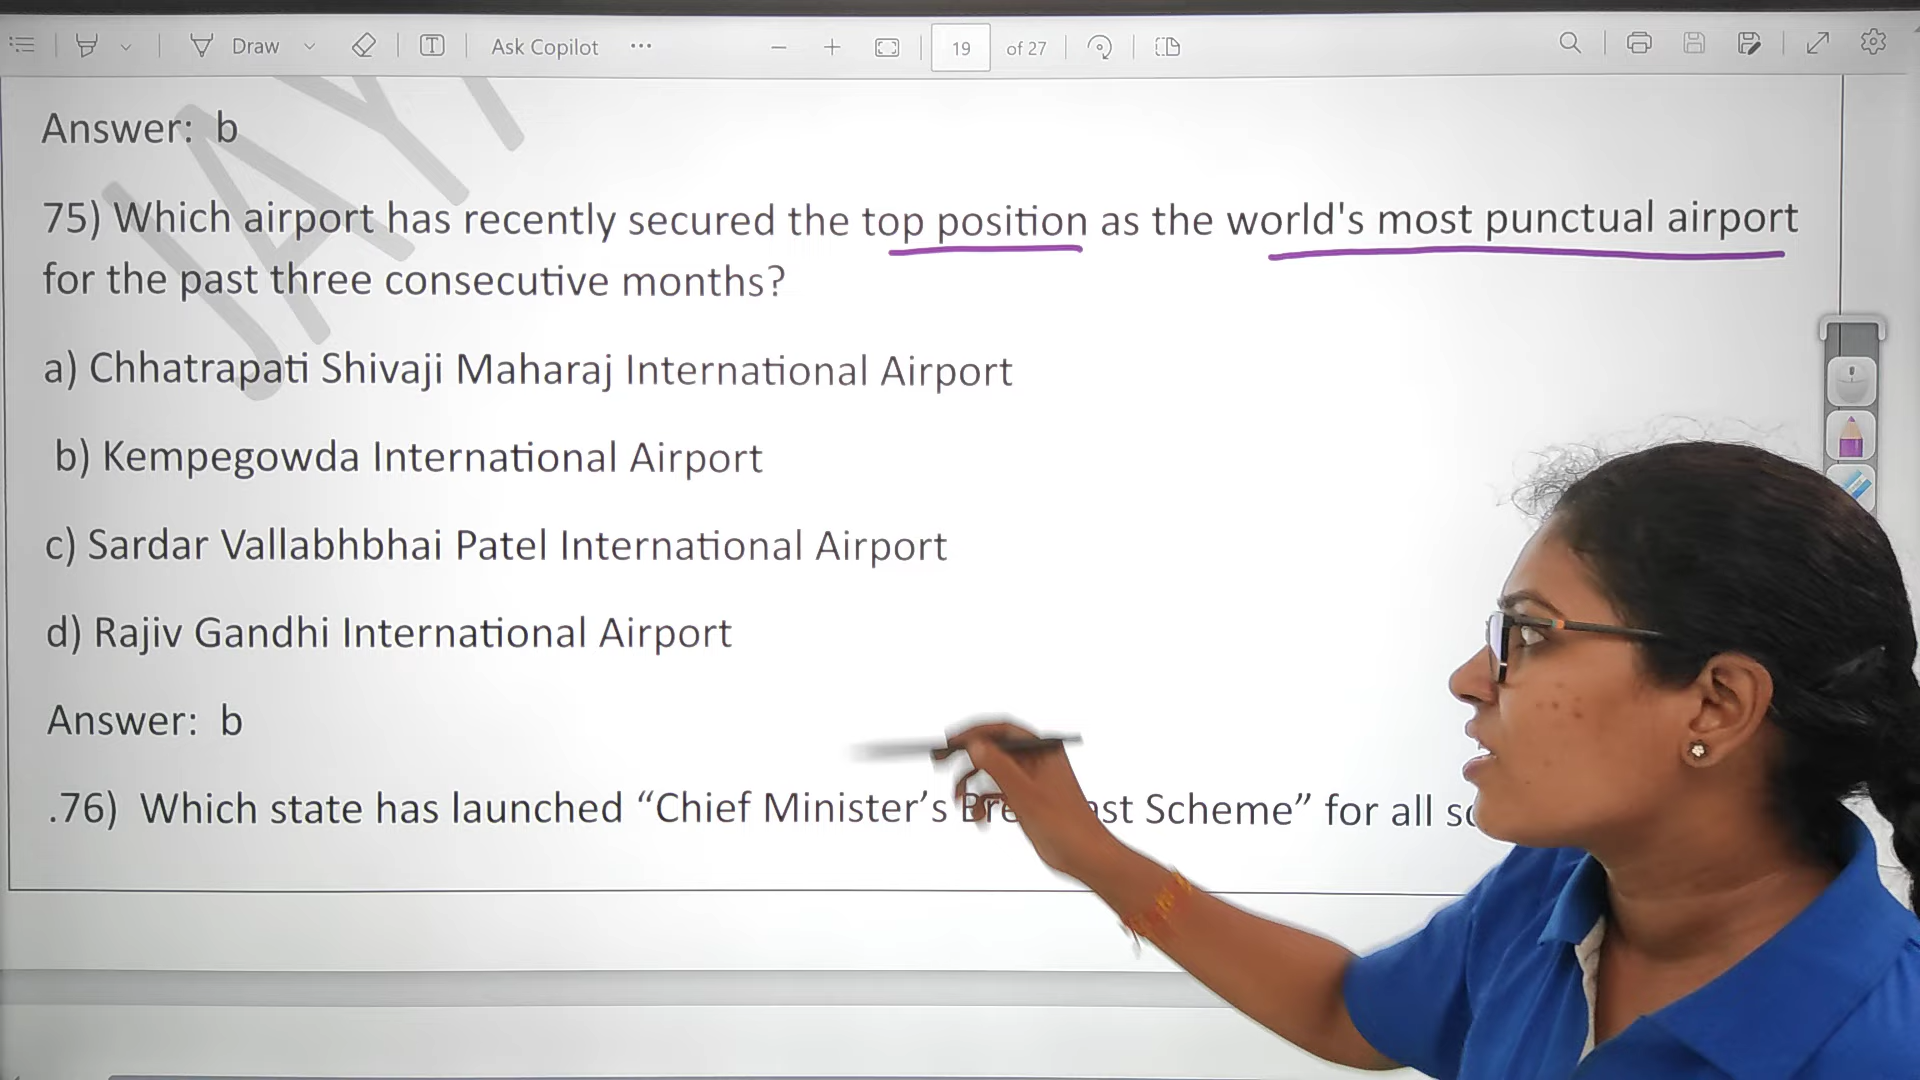 Draw
T
Ask Copilot
19 of 27
JAY
Answer: b
75) Which airport has recently secured the top position as the world's most punctual airport
for the past three consecutive months?
a) Chhatrapati Shivaji Maharaj International Airport
b) Kempegowda International Airport
c) Sardar Vallabhbhai Patel International Airport
d) Rajiv Gandhi International Airport
Answer: b
.76) Which state has launched “Chief Minister’s Scheme” for all